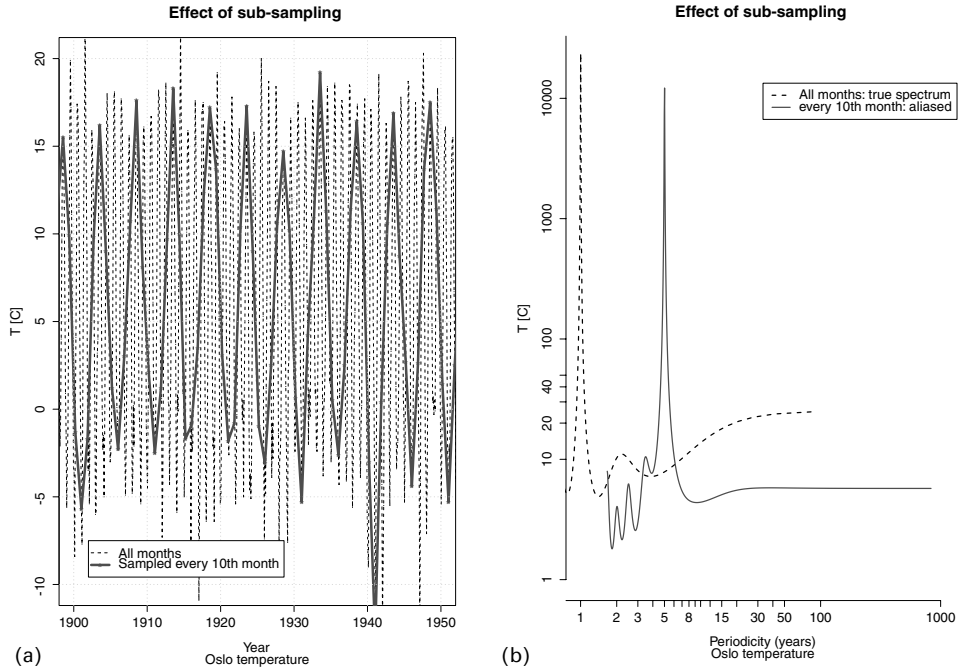 Effect of sub-sampling
T [C]
20
15
10
5
0
-5
-10
All months
Sampled every 10th month
1900 1910 1920 1930 1940 1950
Year
Oslo temperature
(a)
Effect of sub-sampling
T [C]
10000
1000
100
40
20
10
1
All months: true spectrum
every 10th month: aliased
1 2 3 5 8 15 30 50 100 1000
Periodicity (years)
Oslo temperature
(b)